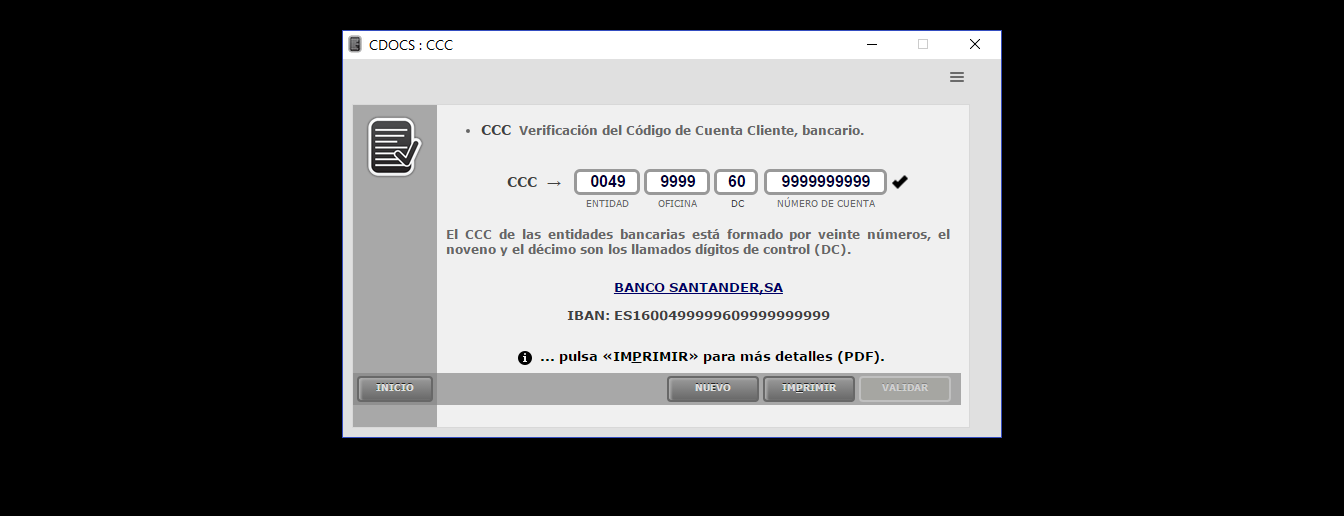 CDOCS : CCC
• CCC Verificación del Código de Cuenta Cliente, bancario.
CCC → 0049 9999 60 9999999999
ENTIDAD OFICINA DC NÚMERO DE CUENTA
El CCC de las entidades bancarias está formado por veinte números, el
noveno y el décimo son los llamados dígitos de control (DC).
BANCO SANTANDER,SA
IBAN: ES1600499999609999999999
... pulsa «IMPRIMIR» para más detalles (PDF).
INICIO NUEVO IMPRIMIR VALIDAR